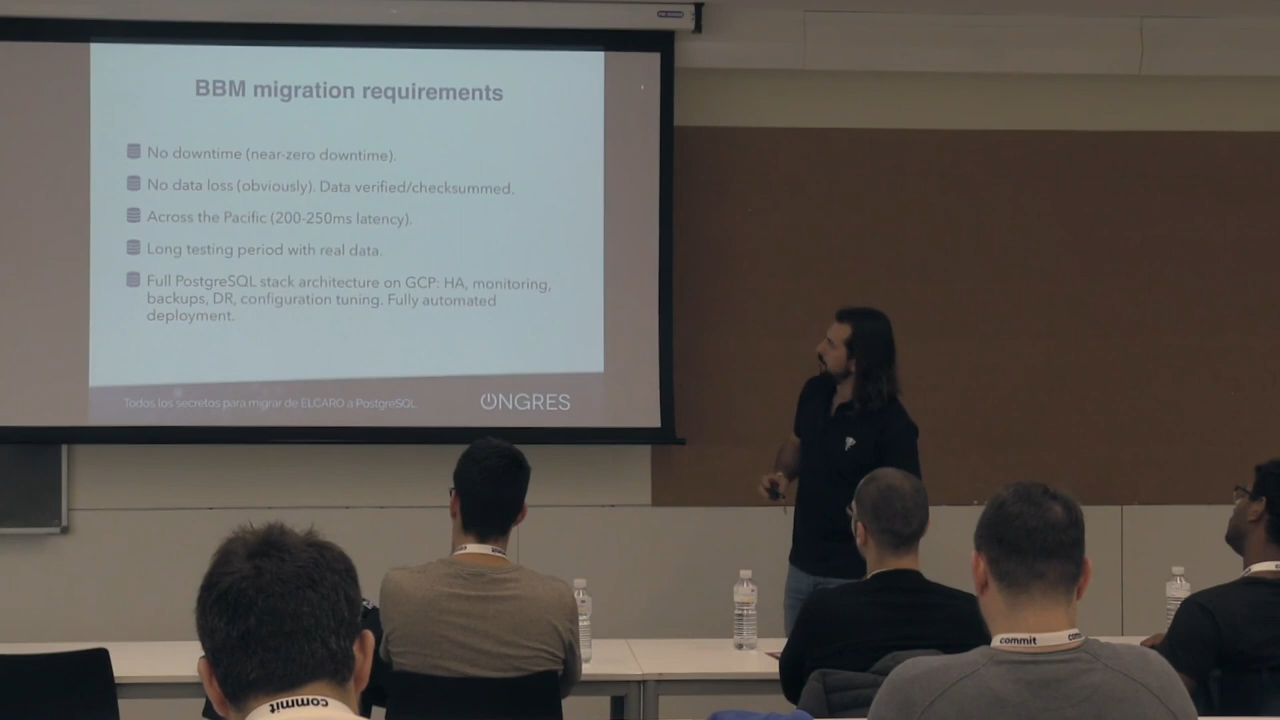 BBM migration requirements
No downtime (near-zero downtime).
No data loss (obviously). Data verified/checksummed.
Across the Pacific (200-250ms latency).
Long testing period with real data.
Full PostgreSQL stack architecture on GCP: HA, monitoring,
backups, DR, configuration tuning. Fully automated
deployment.
Todos los secretos para migrar de ELCARO a PostgreSQL
ONGRES
commit
commit